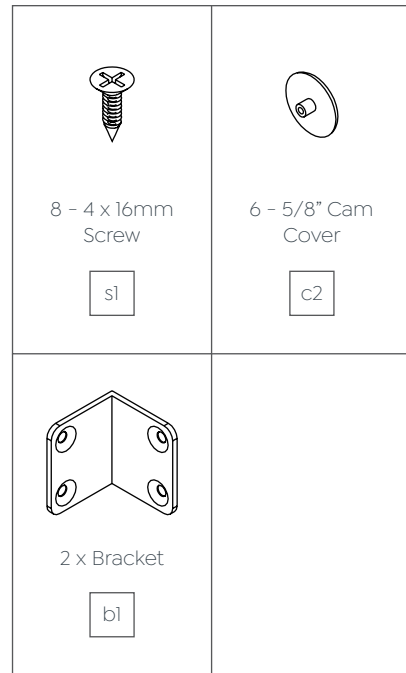 8 - 4 x 16mm
Screw
s1
6 - 5/8" Cam
Cover
c2
2 x Bracket
b1